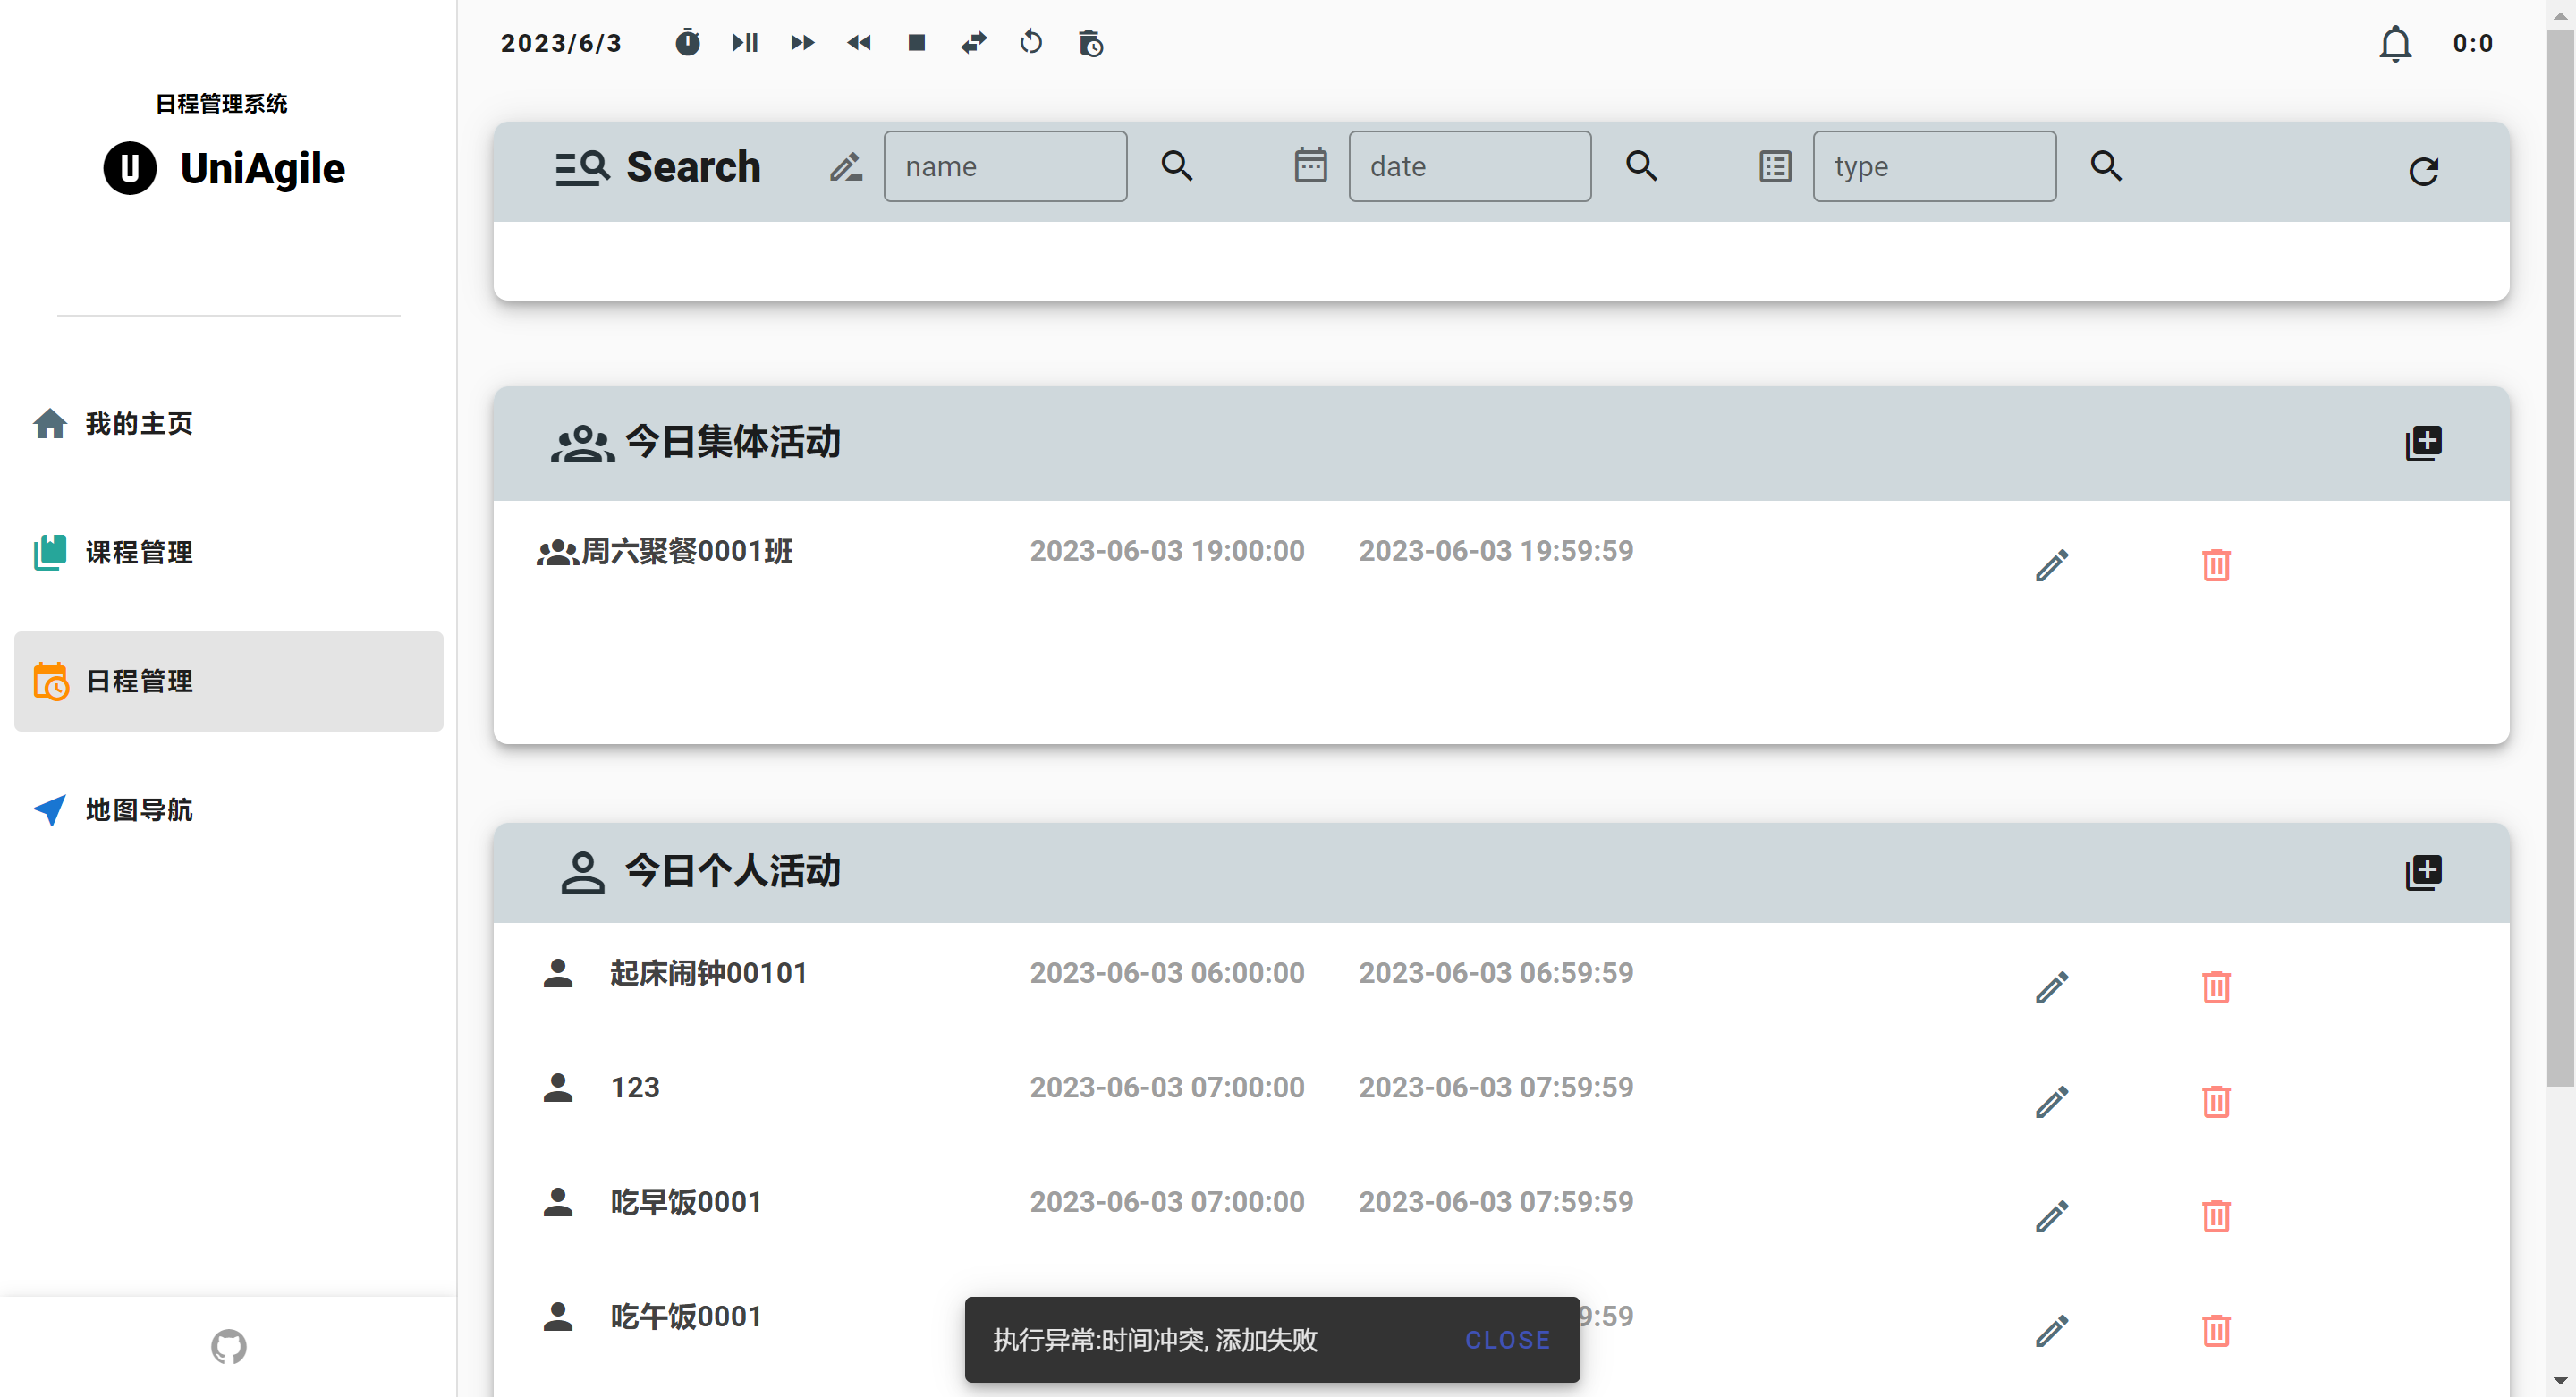 2023/6/3
0:0
日程管理系统
UniAgile
我的主页
课程管理
日程管理
地图导航
Search
name
date
type
今日集体活动
周六聚餐0001班 2023-06-03 19:00:00 2023-06-03 19:59:59
今日个人活动
起床闹钟00101 2023-06-03 06:00:00 2023-06-03 06:59:59
123 2023-06-03 07:00:00 2023-06-03 07:59:59
吃早饭0001 2023-06-03 07:00:00 2023-06-03 07:59:59
吃午饭0001 9:59
执行异常:时间冲突, 添加失败 CLOSE